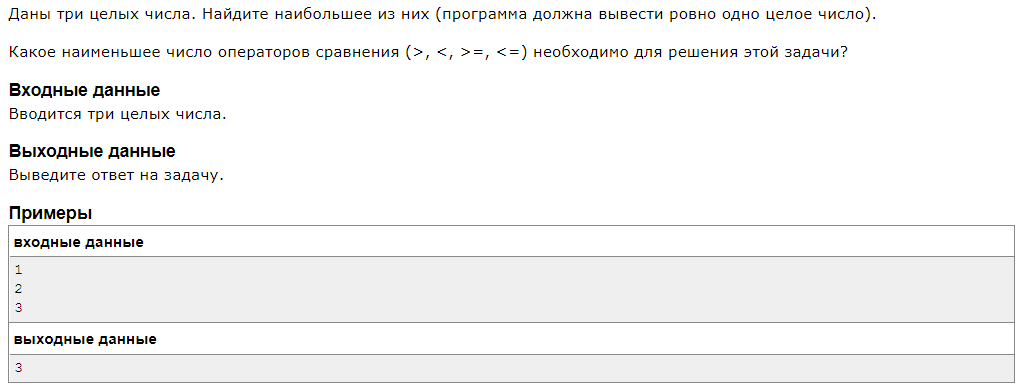 Даны три целых числа. Найдите наибольшее из них (программа должна вывести ровно одно целое число).
Какое наименьшее число операторов сравнения (>, <, >=, <=) необходимо для решения этой задачи?
Входные данные
Вводится три целых числа.
Выходные данные
Выведите ответ на задачу.
Примеры
входные данные
1
2
3
выходные данные
3